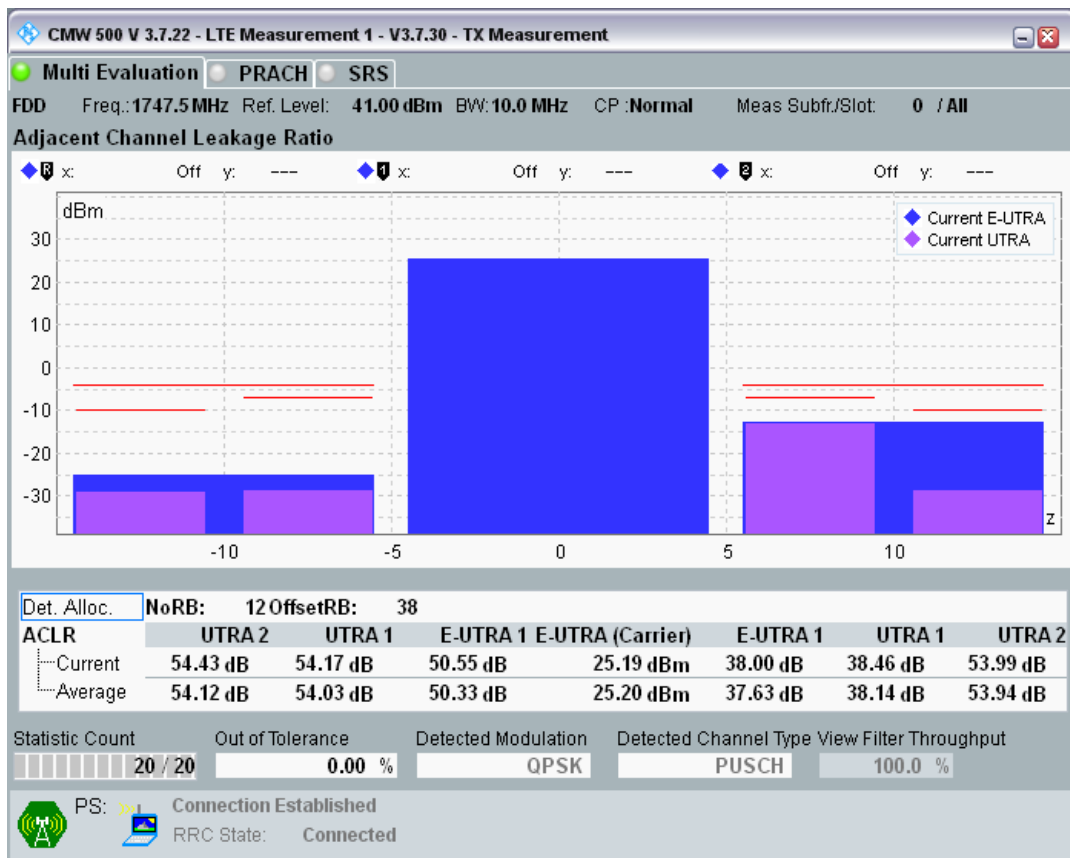 CMW 500 V 3.7.22 - LTE Measurement 1 - V3.7.30 - TX Measurement
Multi Evaluation PRACH SRS
FDD Freq.: 1747.5 MHz Ref. Level: 41.00 dBm BW: 10.0 MHz CP :Normal Meas Subfr./Slot: 0 / All
Adjacent Channel Leakage Ratio
R x: Off y: --- 1 x: Off y: --- 2 x: Off y: ---
dBm
Current E-UTRA
Current UTRA
30
20
10
0
-10
-20
-30
z
-10 -5 0 5 10
Det. Alloc. NoRB: 12 OffsetRB: 38
ACLR UTRA 2 UTRA 1 E-UTRA 1 E-UTRA (Carrier) E-UTRA 1 UTRA 1 UTRA 2
Current 54.43 dB 54.17 dB 50.55 dB 25.19 dBm 38.00 dB 38.46 dB 53.99 dB
Average 54.12 dB 54.03 dB 50.33 dB 25.20 dBm 37.63 dB 38.14 dB 53.94 dB
Statistic Count Out of Tolerance Detected Modulation Detected Channel Type View Filter Throughput
20 / 20 0.00 % QPSK PUSCH 100.0 %
PS: Connection Established
RRC State: Connected